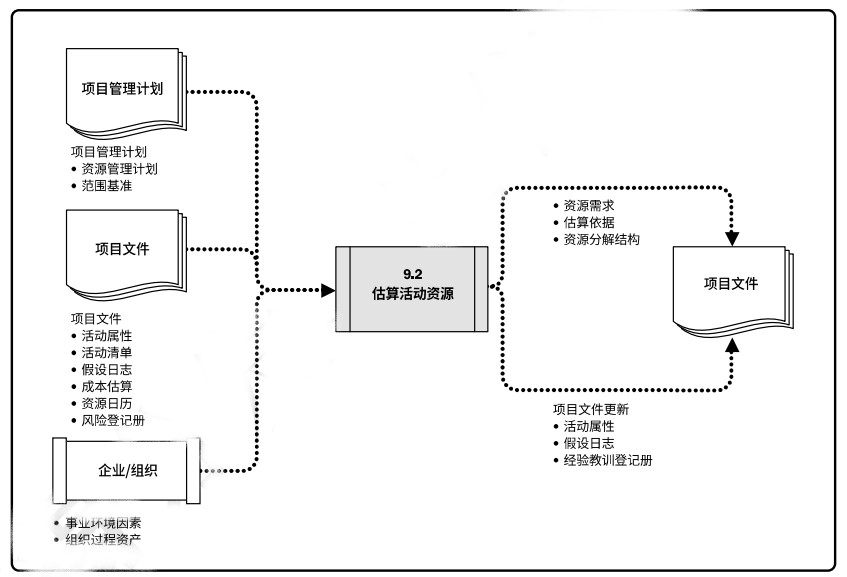 项目管理计划
项目管理计划
• 资源管理计划
• 范围基准
项目文件
项目文件
• 活动属性
• 活动清单
• 假设日志
• 成本估算
• 资源日历
• 风险登记册
企业/组织
• 事业环境因素
• 组织过程资产
9.2
估算活动资源
• 资源需求
• 估算依据
• 资源分解结构
项目文件
项目文件更新
• 活动属性
• 假设日志
• 经验教训登记册